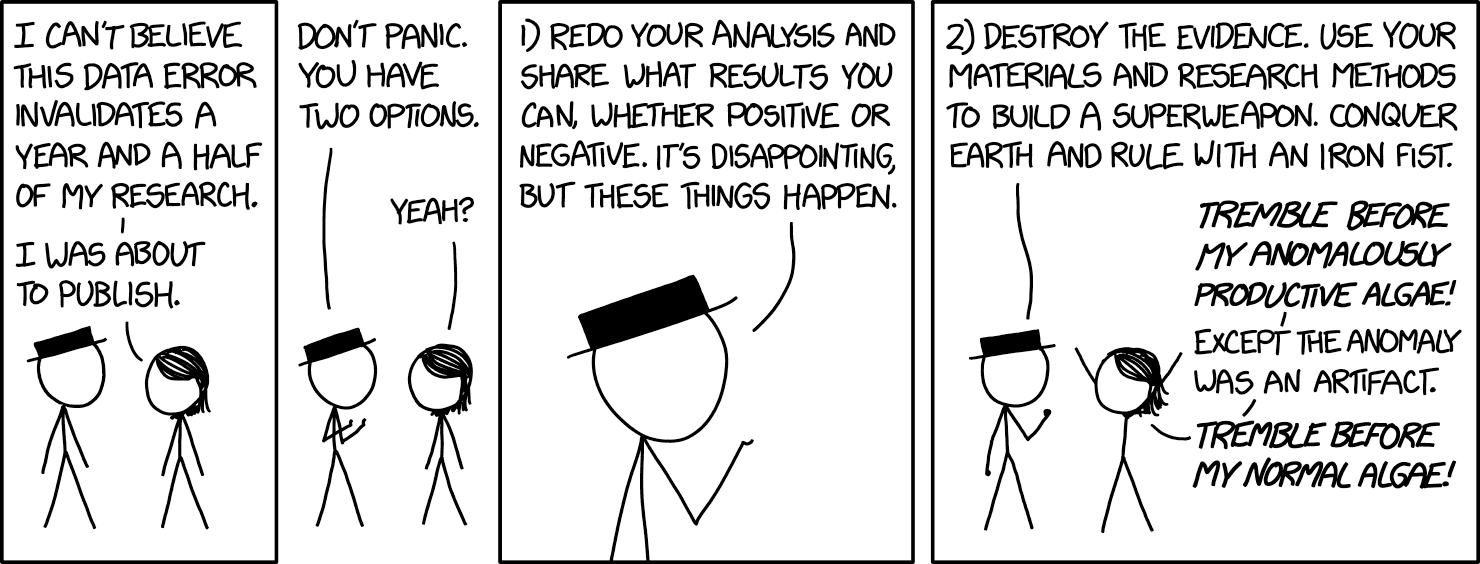 I CAN'T BELIEVE
THIS DATA ERROR
INVALIDATES A
YEAR AND A HALF
OF MY RESEARCH.
I WAS ABOUT
TO PUBLISH.
DON'T PANIC.
YOU HAVE
TWO OPTIONS.
YEAH?
1) REDO YOUR ANALYSIS AND
SHARE WHAT RESULTS YOU
CAN, WHETHER POSITIVE OR
NEGATIVE. IT'S DISAPPOINTING,
BUT THESE THINGS HAPPEN.
2) DESTROY THE EVIDENCE. USE YOUR
MATERIALS AND RESEARCH METHODS
TO BUILD A SUPERWEAPON. CONQUER
EARTH AND RULE WITH AN IRON FIST.
TREMBLE BEFORE
MY ANOMALOUSLY
PRODUCTIVE ALGAE!
EXCEPT THE ANOMALY
WAS AN ARTIFACT.
TREMBLE BEFORE
MY NORMAL ALGAE!